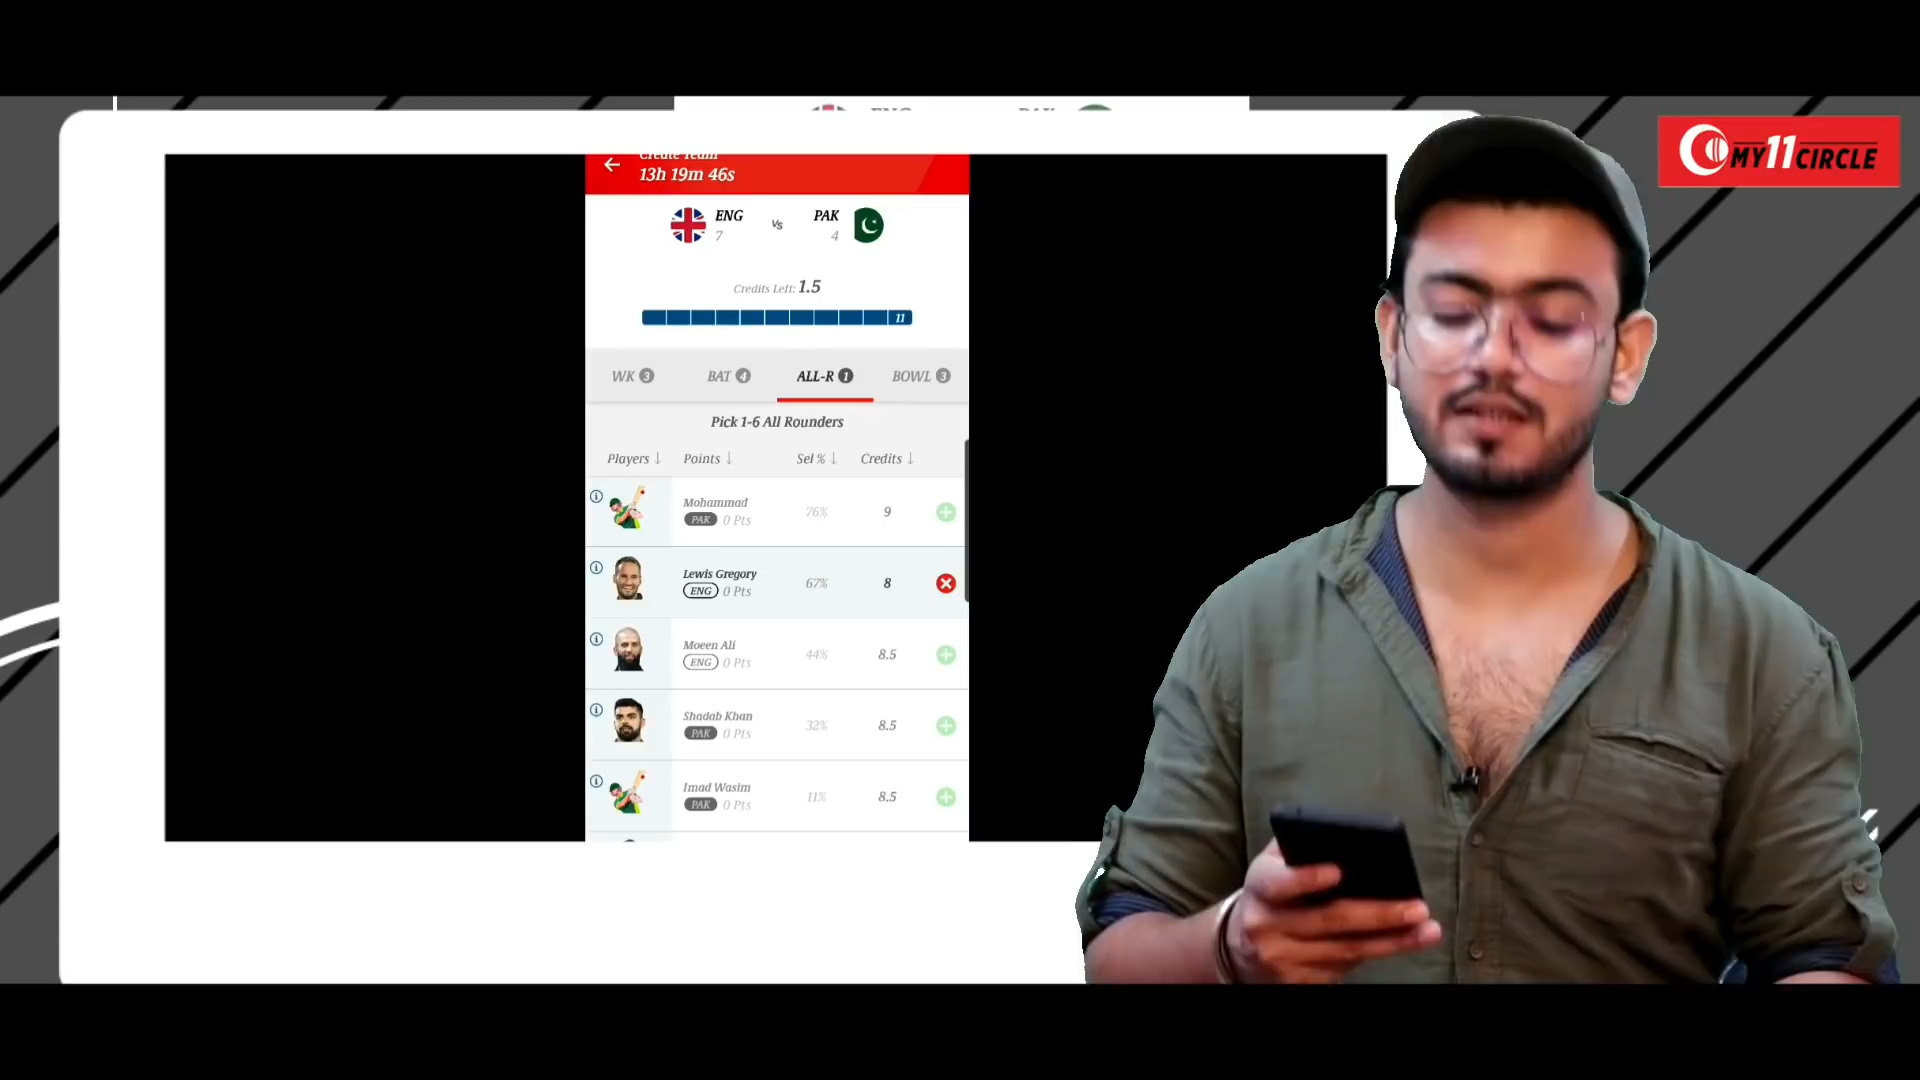 MY11CIRCLE
Create Team
13h 19m 46s
ENG vs PAK
7 4
Credits Left: 1.5
11
WK 3 BAT 4 ALL-R 1 BOWL 3
Pick 1-6 All Rounders
Players ↓ Points ↓ Sel % ↓ Credits ↓
Mohammad
PAK 0 Pts 76% 9
Lewis Gregory
ENG 0 Pts 67% 8
Moeen Ali
ENG 0 Pts 44% 8.5
Shadab Khan
PAK 0 Pts 32% 8.5
Imad Wasim
PAK 0 Pts 11% 8.5